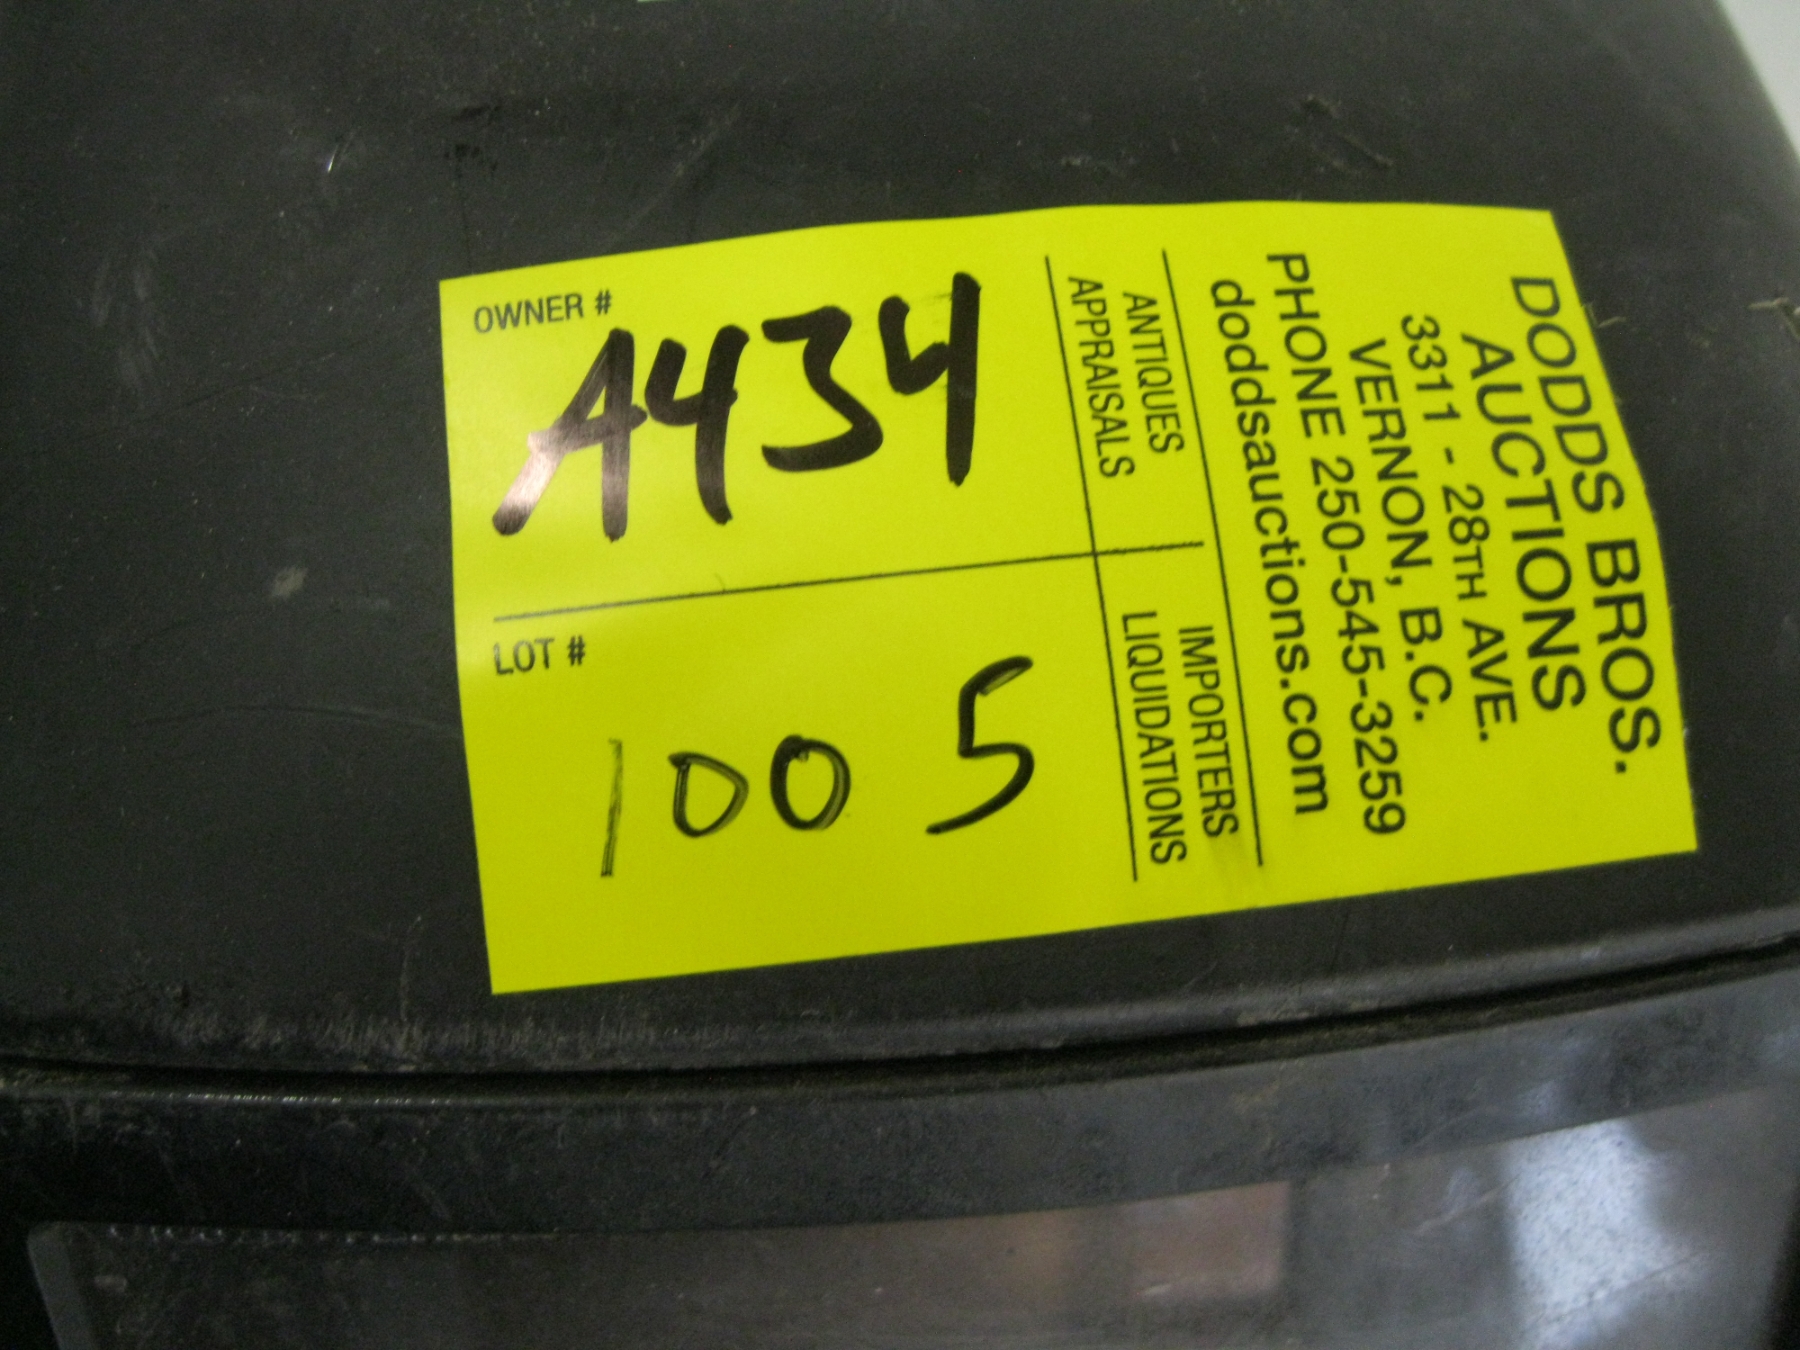 OWNER #
A434
LOT #
1005
DODDS BROS.
AUCTIONS
3311 - 28TH AVE.
VERNON, B.C.
PHONE 250-545-3259
doddsauctions.com
ANTIQUES
APPRAISALS
IMPORTERS
LIQUIDATIONS